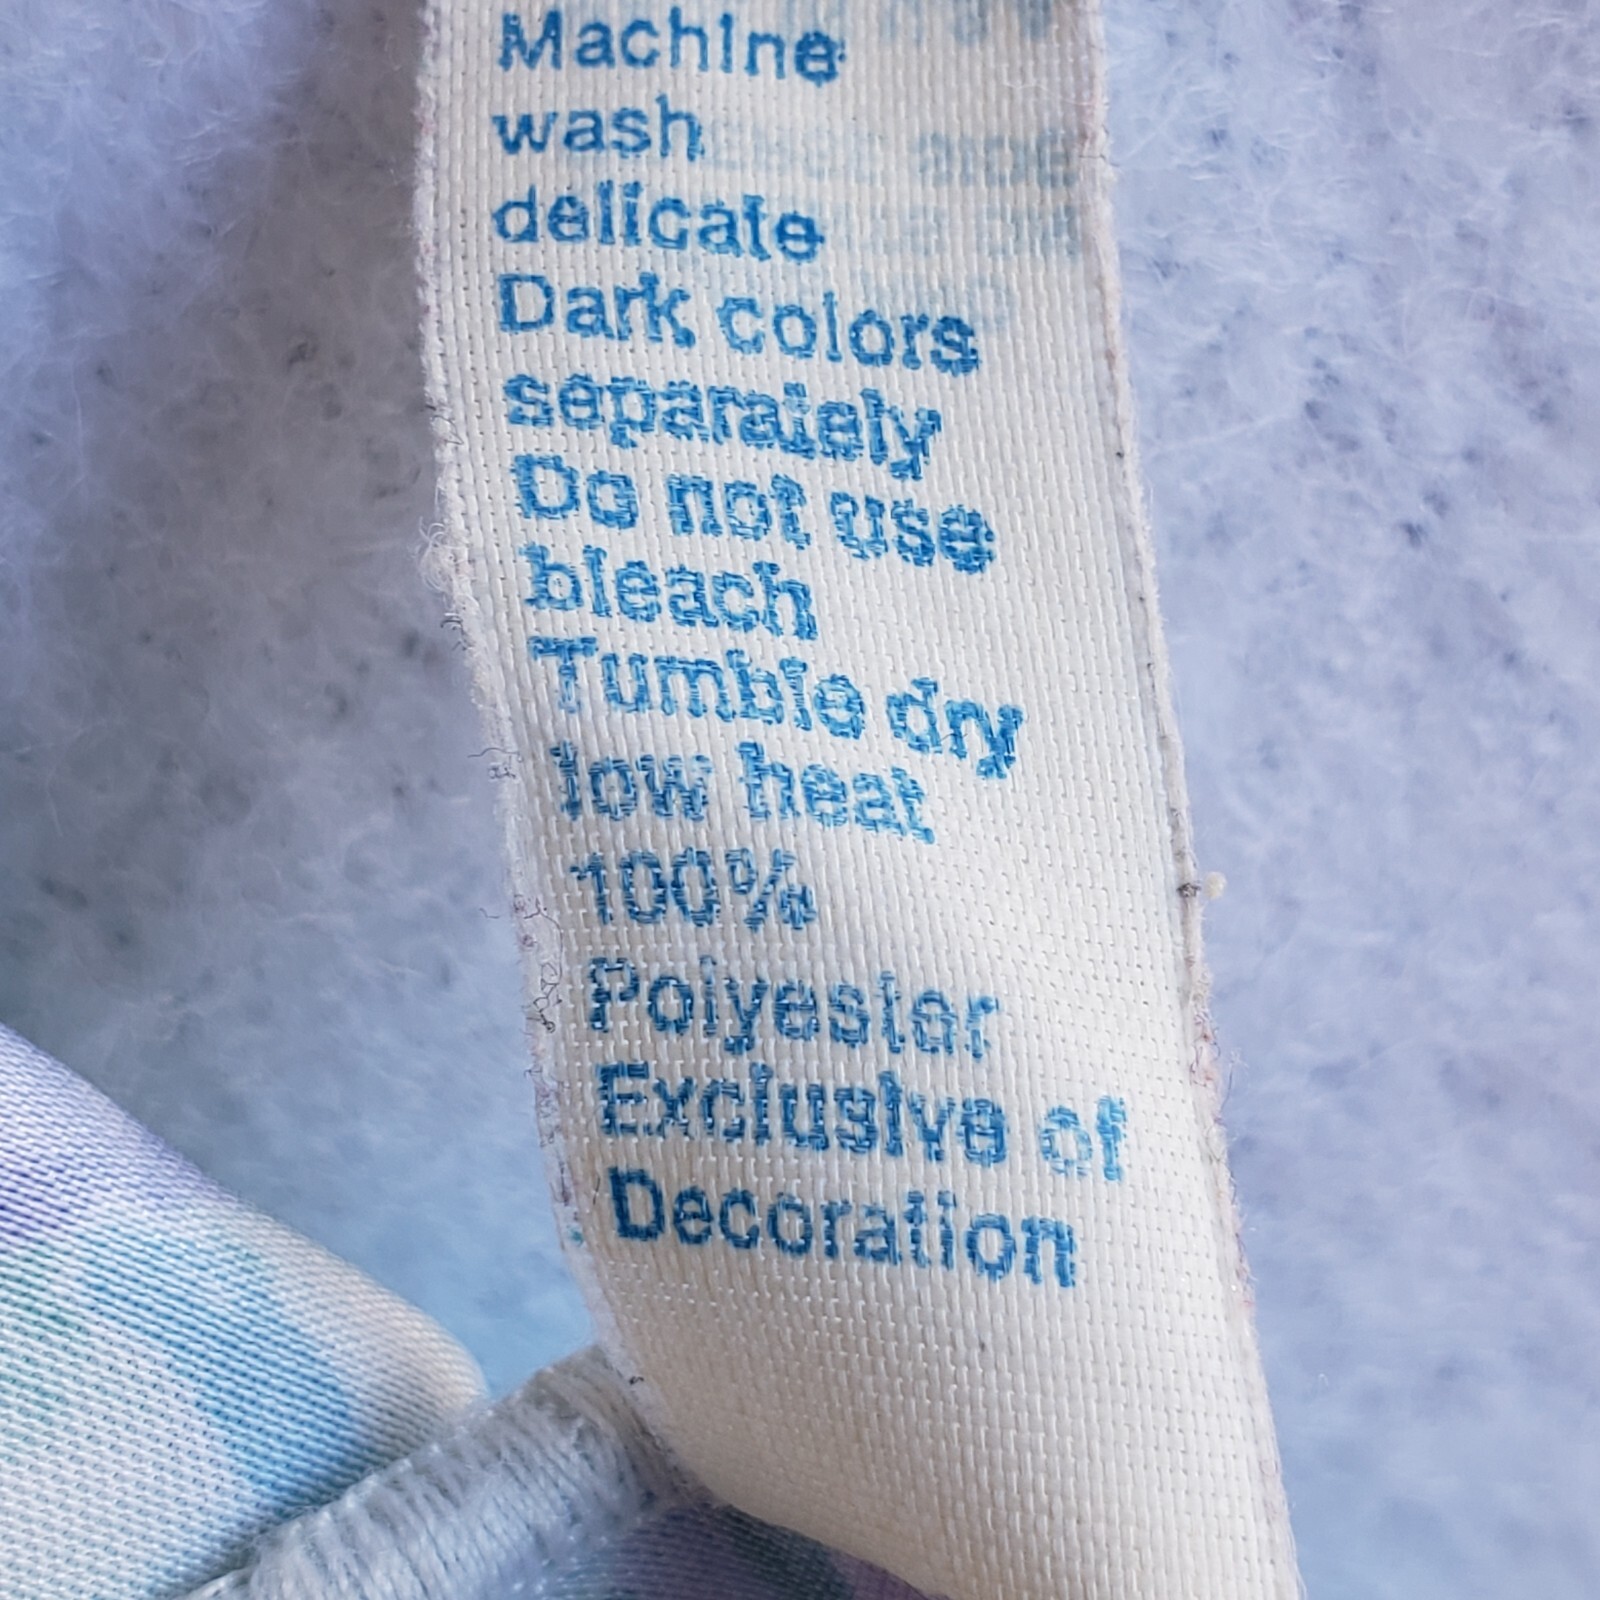 Machine
wash
delicate
Dark colors
separately
Do not use
bleach
Tumble dry
low heat
100%
Polyester
Exclusive of
Decoration